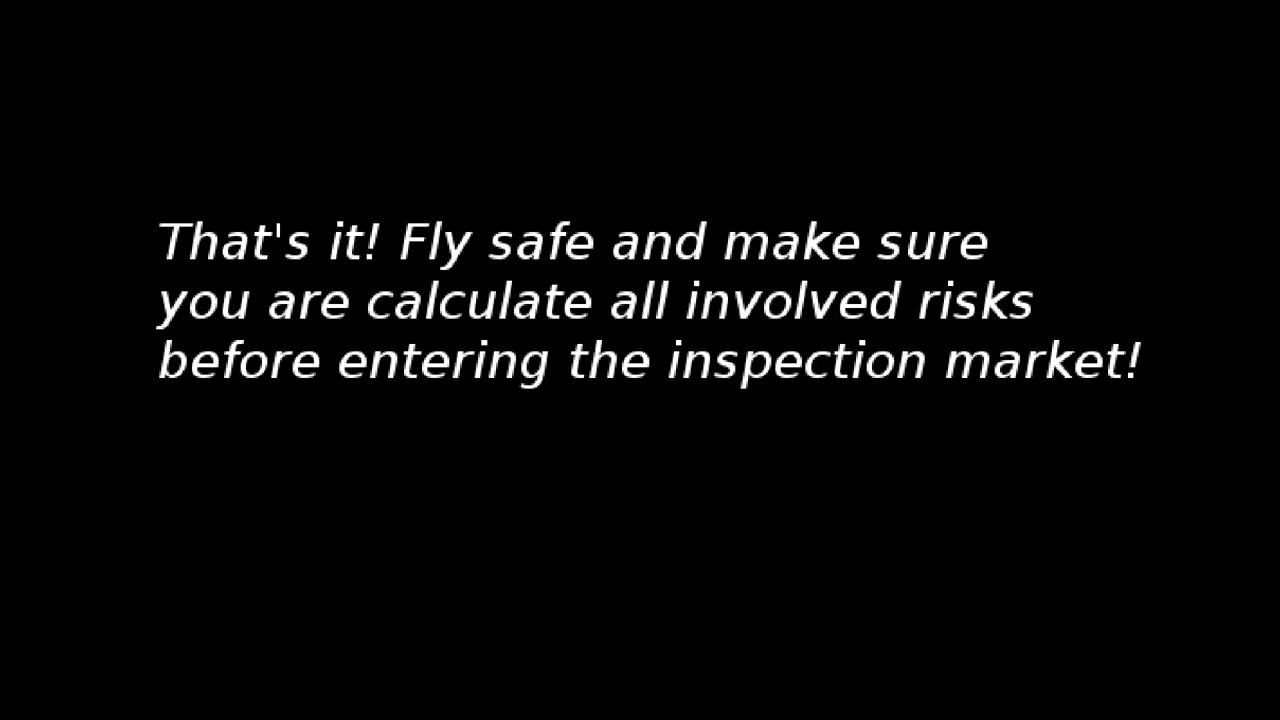 That's it! Fly safe and make sure
you are calculate all involved risks
before entering the inspection market!